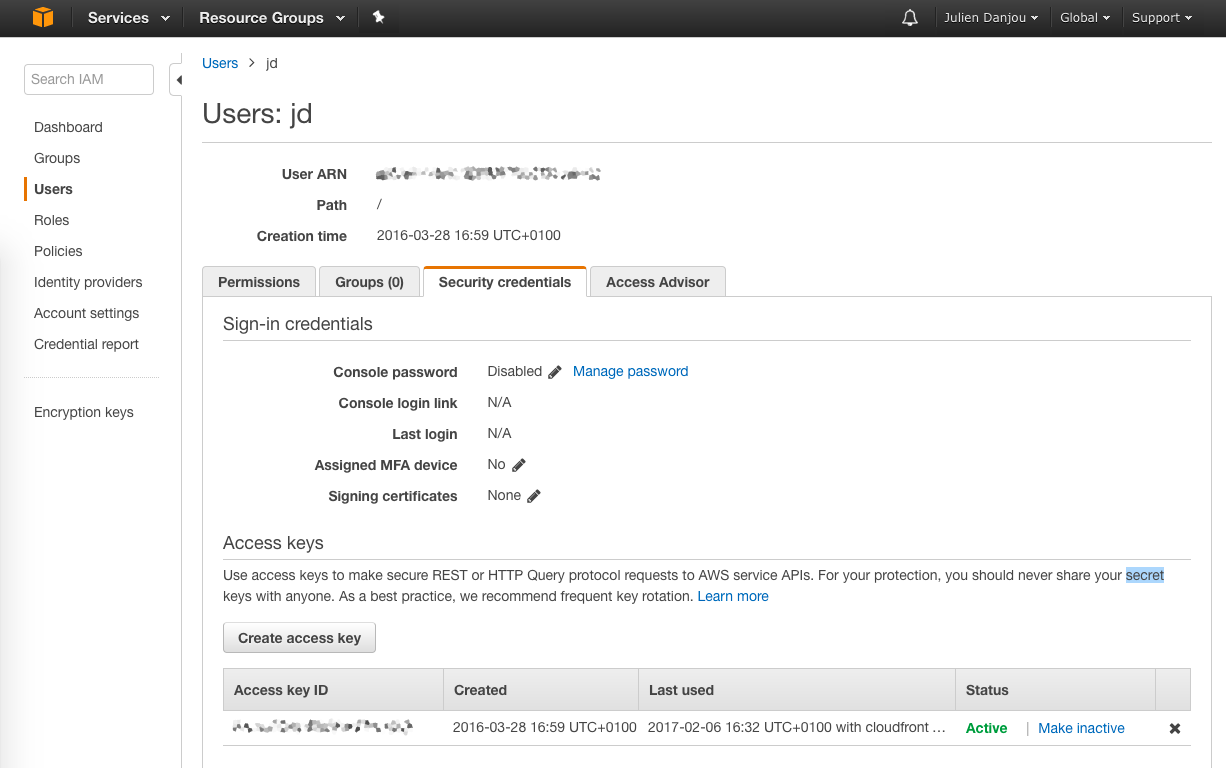 Services Resource Groups Julien Danjou Global Support
Search IAM
Dashboard
Groups
Users
Roles
Policies
Identity providers
Account settings
Credential report
Encryption keys
Users > jd
Users: jd
User ARN
Path /
Creation time 2016-03-28 16:59 UTC+0100
Permissions Groups (0) Security credentials Access Advisor
Sign-in credentials
Console password Disabled Manage password
Console login link N/A
Last login N/A
Assigned MFA device No
Signing certificates None
Access keys
Use access keys to make secure REST or HTTP Query protocol requests to AWS service APIs. For your protection, you should never share your secret
keys with anyone. As a best practice, we recommend frequent key rotation. Learn more
Create access key
Access key ID Created Last used Status
2016-03-28 16:59 UTC+0100 2017-02-06 16:32 UTC+0100 with cloudfront … Active | Make inactive